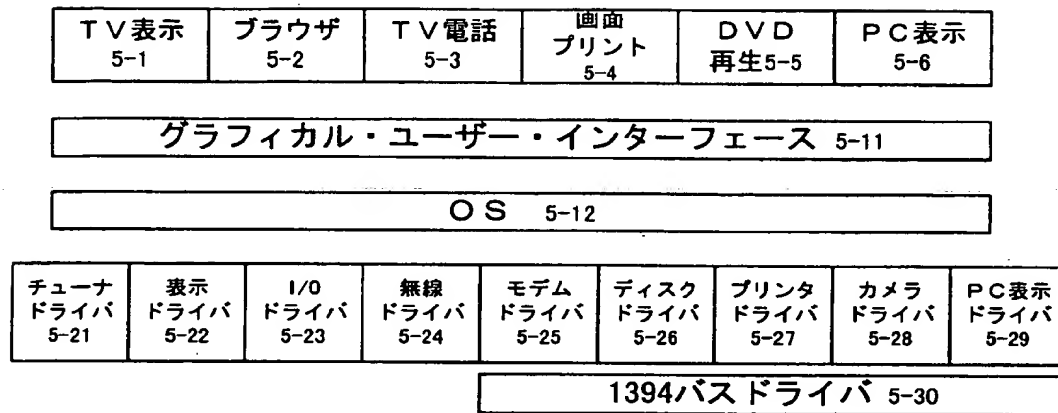 TV表示
5-1
ブラウザ
5-2
TV電話
5-3
画面
プリント
5-4
DVD
再生5-5
PC表示
5-6
グラフィカル・ユーザー・インターフェース 5-11
OS 5-12
チューナ
ドライバ
5-21
表示
ドライバ
5-22
I/O
ドライバ
5-23
無線
ドライバ
5-24
モデム
ドライバ
5-25
ディスク
ドライバ
5-26
プリンタ
ドライバ
5-27
カメラ
ドライバ
5-28
PC表示
ドライバ
5-29
1394バスドライバ 5-30